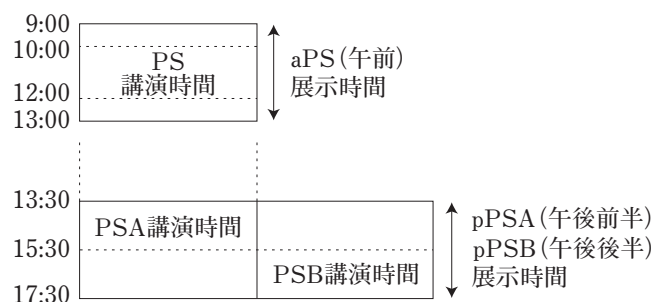 9:00
10:00
PS
講演時間
12:00
13:00
aPS(午前)
展示時間
13:30
PSA講演時間
15:30
PSB講演時間
17:30
pPSA(午後前半)
pPSB(午後後半)
展示時間